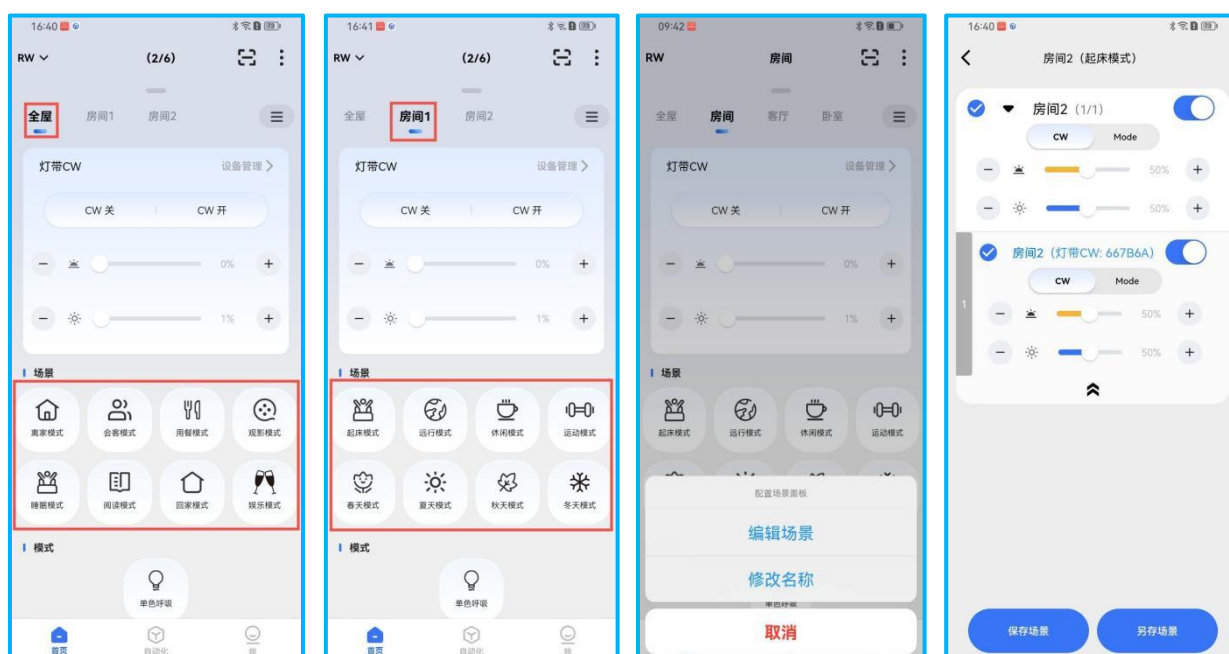 16:40
RW
(2/6)
全屋 房间1 房间2
灯带CW 设备管理
CW 关 CW 开
0%
1%
场景
离家模式 会客模式 用餐模式 观影模式
睡眠模式 阅读模式 回家模式 娱乐模式
模式
单色呼吸
首页 自动化 我
16:41
RW
(2/6)
全屋 房间1 房间2
灯带CW 设备管理
CW 关 CW 开
0%
1%
场景
起床模式 远行模式 休闲模式 运动模式
春天模式 夏天模式 秋天模式 冬天模式
模式
单色呼吸
首页 自动化 我
09:42
RW 房间
全屋 房间 客厅 卧室
灯带CW 设备管理
CW 关 CW 开
0%
1%
场景
起床模式 远行模式 休闲模式 运动模式
配置场景面板
编辑场景
修改名称
单色呼吸
取消
16:40
房间2（起床模式）
房间2（1/1）
CW Mode
50%
50%
房间2（灯带CW: 667B6A）
CW Mode
1
50%
50%
保存场景 另存场景